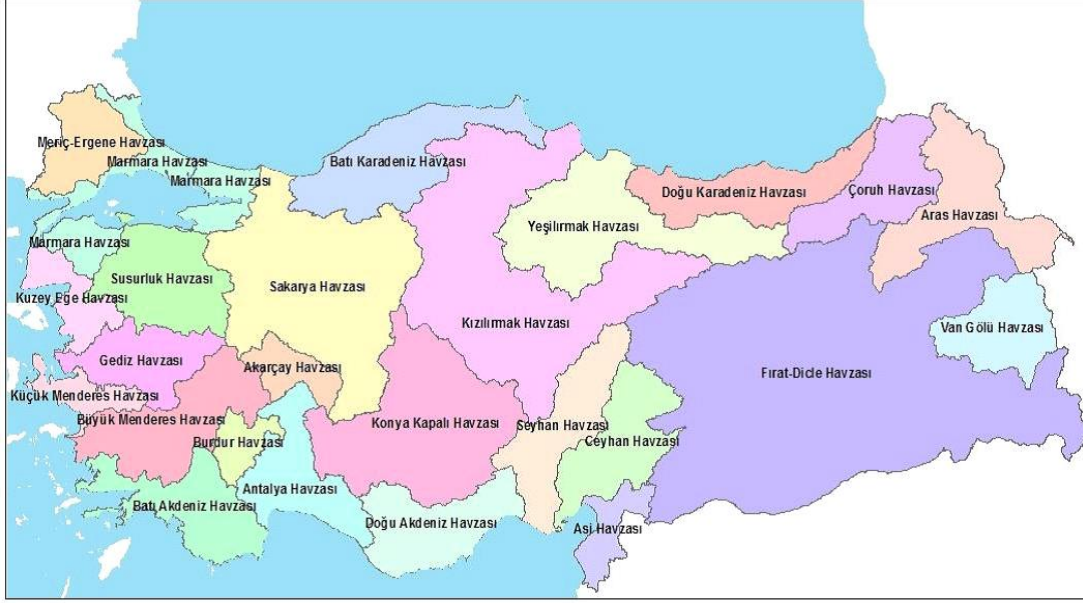 Meriç-Ergene Havzası
Marmara Havzası
Marmara Havzası
Batı Karadeniz Havzası
Doğu Karadeniz Havzası
Çoruh Havzası
Aras Havzası
Yeşilırmak Havzası
Marmara Havzası
Susurluk Havzası
Sakarya Havzası
Kuzey Ege Havzası
Kızılırmak Havzası
Van Gölü Havzası
Gediz Havzası
Akarçay Havzası
Fırat-Dicle Havzası
Küçük Menderes Havzası
Büyük Menderes Havzası
Konya Kapalı Havzası
Seyhan Havzası
Burdur Havzası
Ceyhan Havzası
Antalya Havzası
Batı Akdeniz Havzası
Doğu Akdeniz Havzası
Asi Havzası